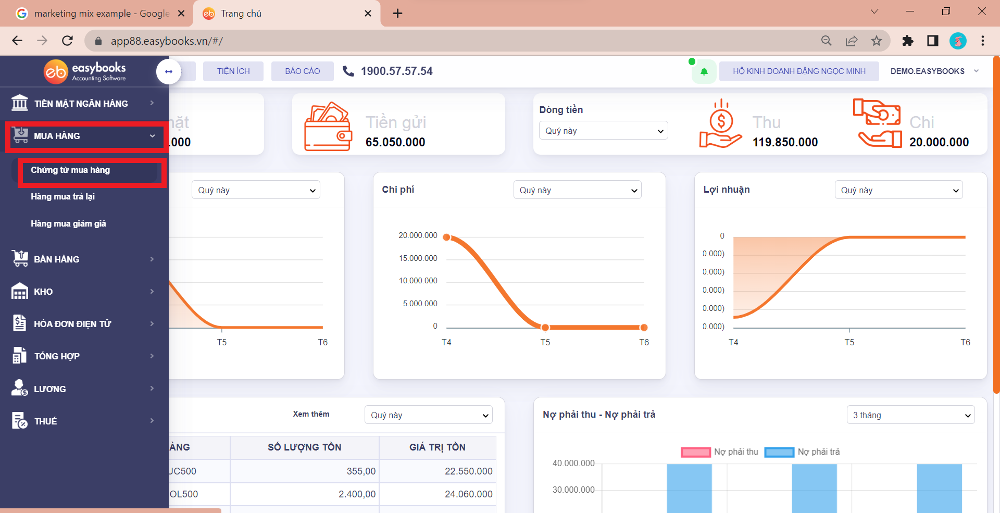 marketing mix example - Google
Trang chủ
app88.easybooks.vn/#/
eb easybooks
Accounting Software
TIỆN ÍCH
BÁO CÁO
1900.57.57.54
HỘ KINH DOANH ĐẶNG NGỌC MINH
DEMO.EASYBOOKS
TIỀN MẶT NGÂN HÀNG
MUA HÀNG
Chứng từ mua hàng
Hàng mua trả lại
Hàng mua giảm giá
BÁN HÀNG
KHO
HÓA ĐƠN ĐIỆN TỬ
TỔNG HỢP
LƯƠNG
THUẾ
mặt
.000
Tiền gửi
65.050.000
Dòng tiền
Quý này
Thu
119.850.000
Chi
20.000.000
Quý này
T5
T6
Chi phí
Quý này
20.000.000
15.000.000
10.000.000
5.000.000
0
T4
T5
T6
Lợi nhuận
Quý này
0
0.000)
0.000)
0.000)
0.000)
0.000)
T4
T5
T6
Xem thêm
Quý này
ÀNG
SỐ LƯỢNG TỒN
GIÁ TRỊ TỒN
UC500
355,00
22.550.000
OL500
2.400,00
24.060.000
Nợ phải thu - Nợ phải trả
3 tháng
Nợ phải thu
Nợ phải trả
40.000.000
30.000.000